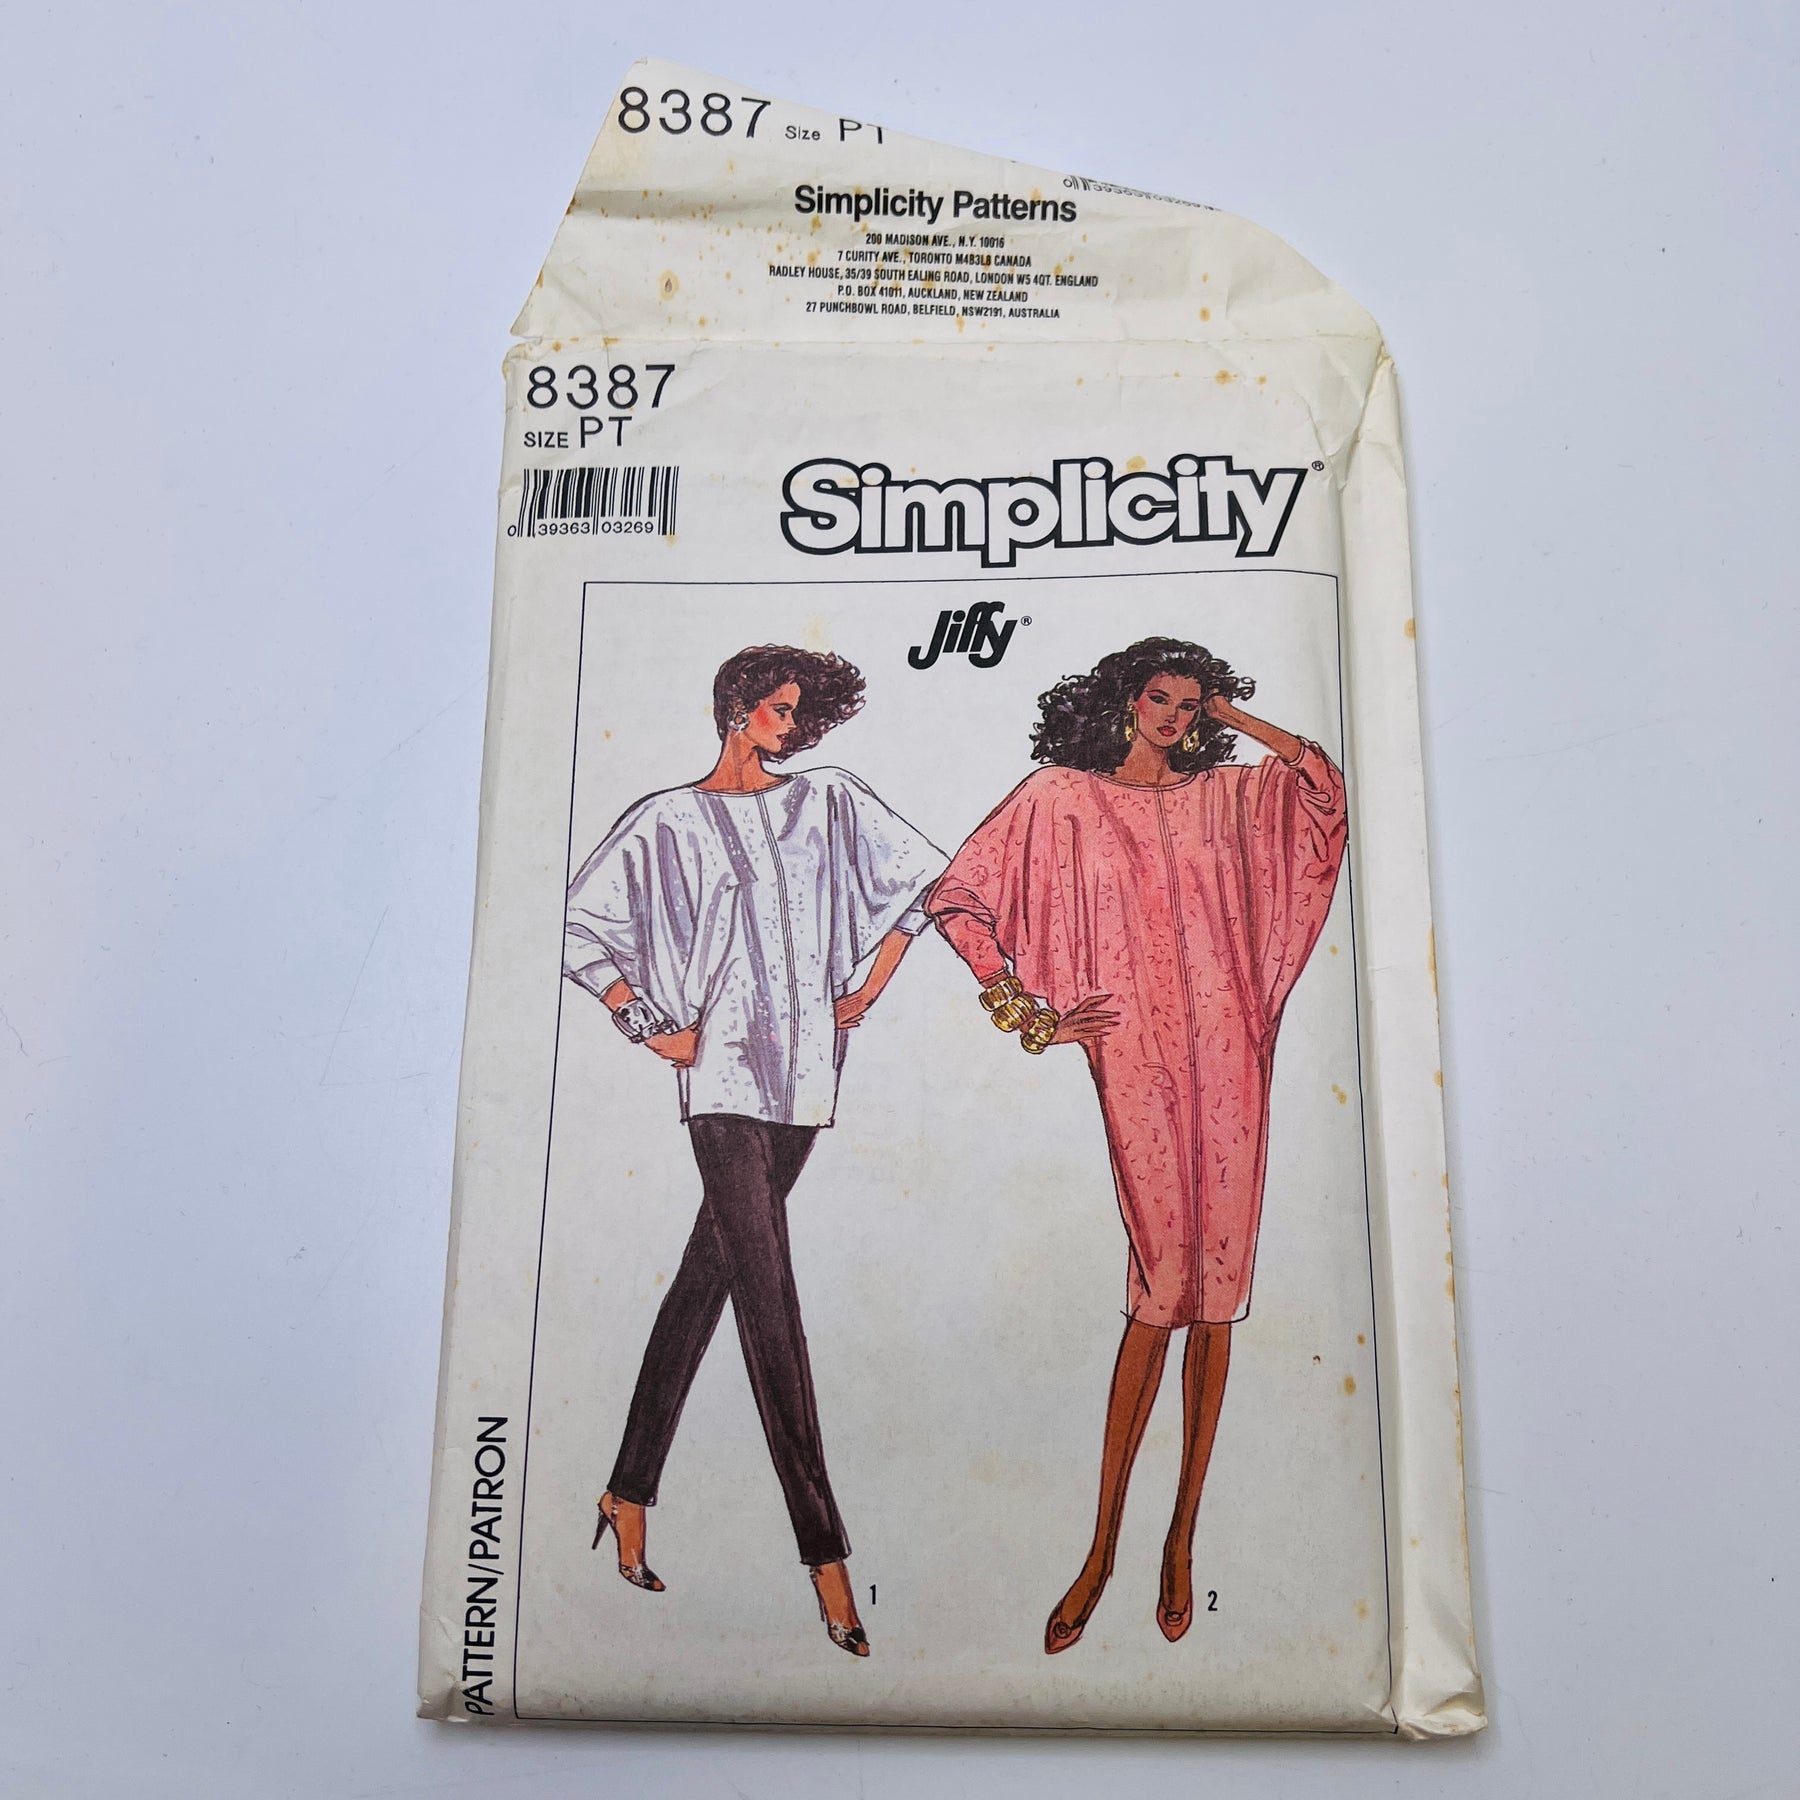 8387 Size PT
Simplicity Patterns
200 MADISON AVE., N.Y. 10016
7 CURITY AVE., TORONTO M4B3L8 CANADA
RADLEY HOUSE, 35/39 SOUTH EALING ROAD, LONDON W5 4QT. ENGLAND
P.O. BOX 41011, AUCKLAND, NEW ZEALAND
27 PUNCHBOWL ROAD, BELFIELD, NSW2191, AUSTRALIA
8387
SIZE PT
0 39363 03269
Simplicity®
Jiffy®
1
2
PATTERN/PATRON